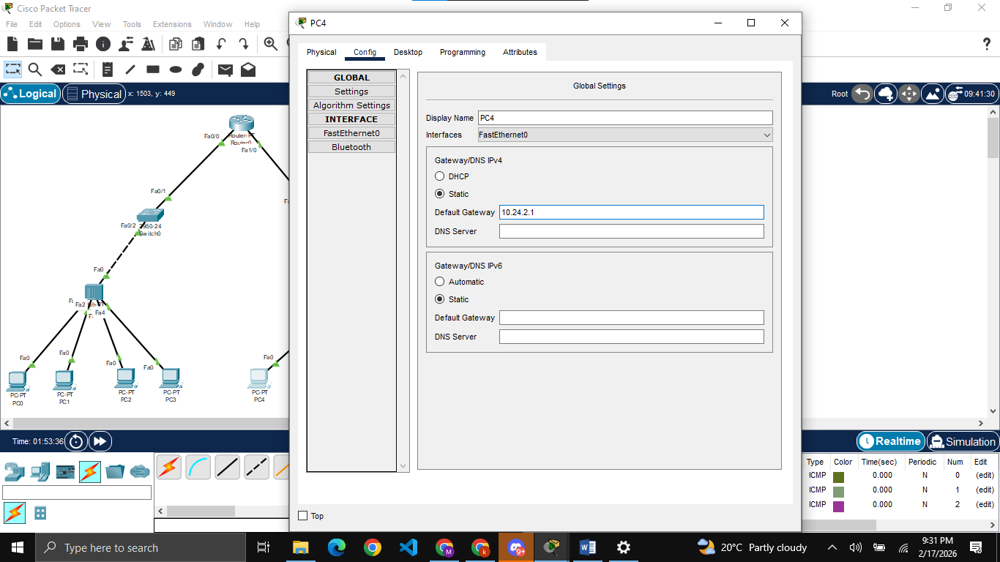 Cisco Packet Tracer
PC4
File Edit Options View Tools Extensions Window Help
Physical Config Desktop Programming Attributes
Logical Physical x: 1503, y: 449
Root 09:41:30
GLOBAL
Settings
Algorithm Settings
INTERFACE
FastEthernet0
Bluetooth
Global Settings
Display Name PC4
Interfaces FastEthernet0
Gateway/DNS IPv4
DHCP
Static
Default Gateway 10.24.2.1
DNS Server
Gateway/DNS IPv6
Automatic
Static
Default Gateway
DNS Server
Top
Fa0/0
Router-PT
Router0
Fa1/0
Fa0/1
Fa0/2
2950-24
Switch0
Fa0
Fa2
Fa4
Fa0
Fa0
Fa0
Fa0
Fa0
PC-PT
PC0
PC-PT
PC1
PC-PT
PC2
PC-PT
PC3
PC-PT
PC4
Time: 01:53:36
Realtime Simulation
Type Color Time(sec) Periodic Num Edit
ICMP 0.000 N 0 (edit)
ICMP 0.000 N 1 (edit)
ICMP 0.000 N 2 (edit)
Type here to search
9+
M
k
W
20°C Partly cloudy
9:31 PM
2/17/2026